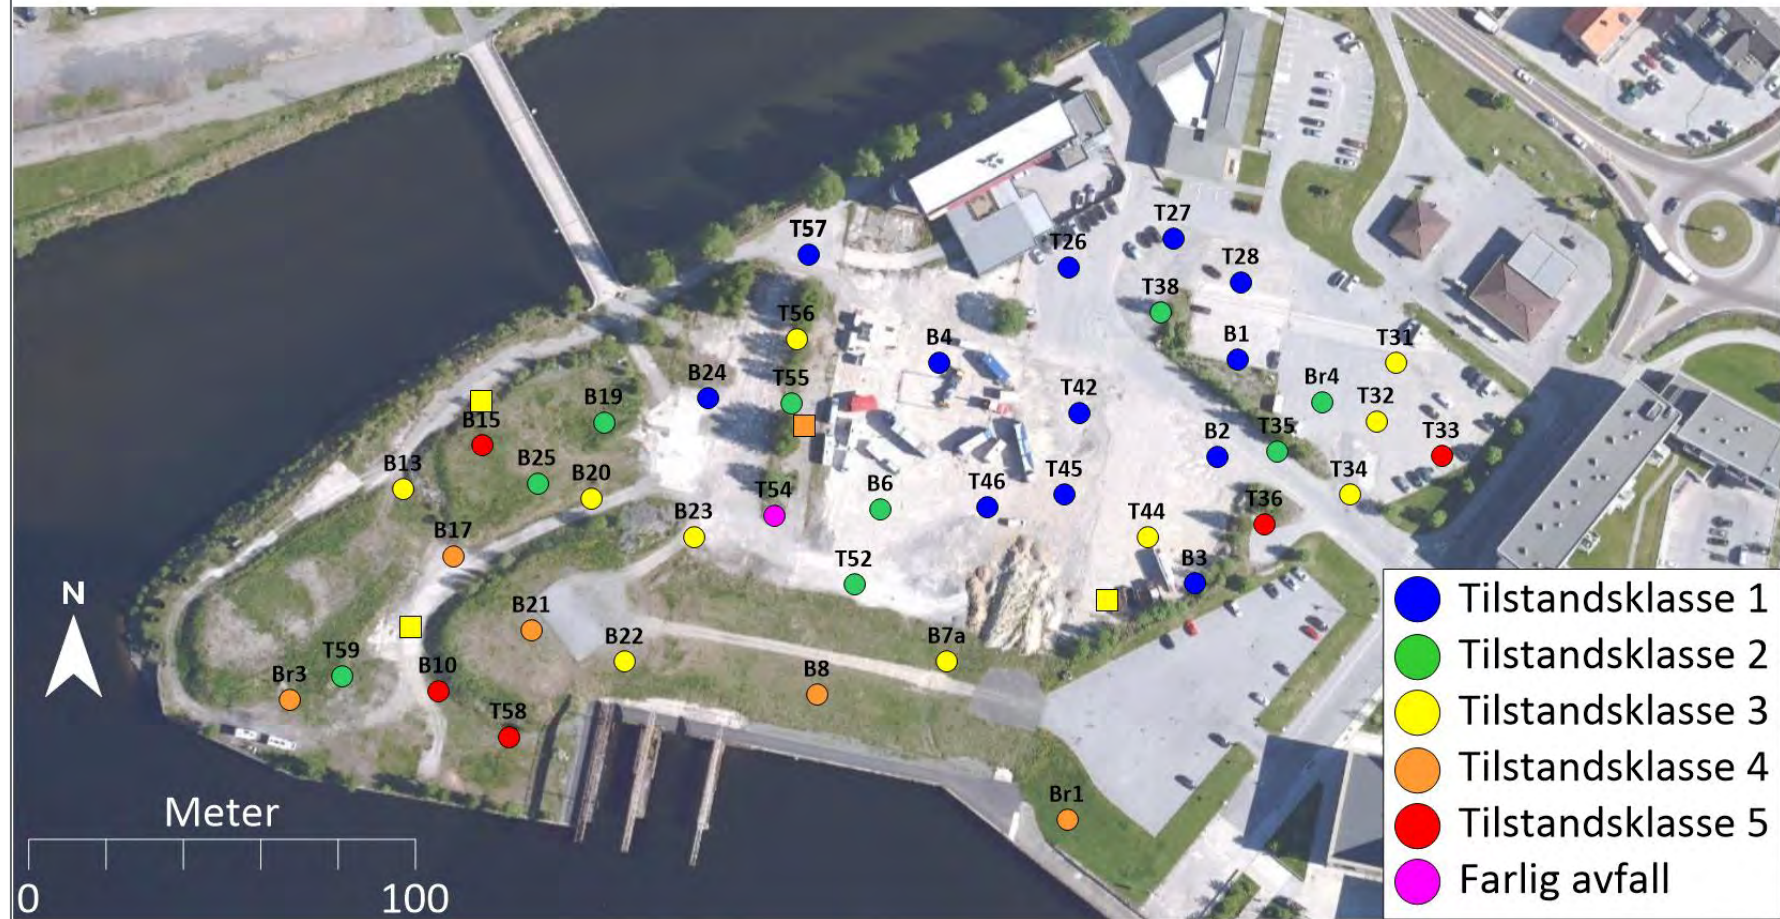 T27
T57
T26
T28
T38
T56
B4
B1
T31
B24
T55
Br4
B19
T42
T32
B15
B2
T35
T33
B13
B25
B20
T54
B6
T46
T45
T34
B23
T44
T36
B17
T52
B3
N
B21
B22
B7a
T59
Br3
B10
B8
T58
Br1
Meter
0
100
Tilstandsklasse 1
Tilstandsklasse 2
Tilstandsklasse 3
Tilstandsklasse 4
Tilstandsklasse 5
Farlig avfall